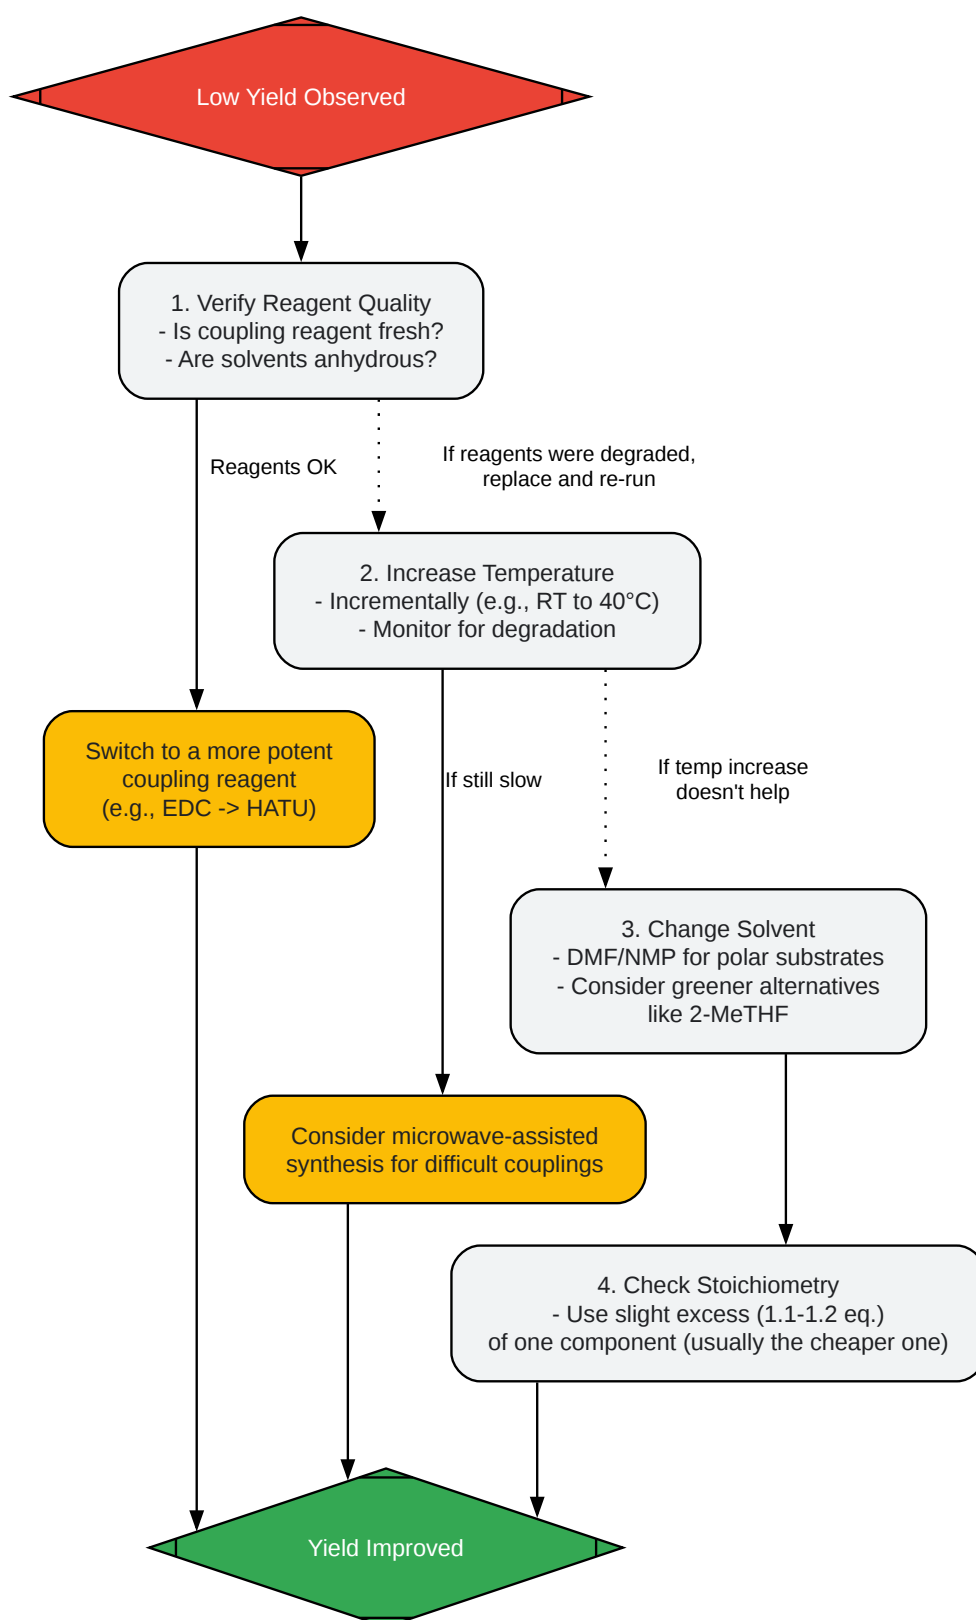 Low Yield Observed
1. Verify Reagent Quality
- Is coupling reagent fresh?
- Are solvents anhydrous?
Reagents OK
If reagents were degraded,
replace and re-run
2. Increase Temperature
- Incrementally (e.g., RT to 40°C)
- Monitor for degradation
Switch to a more potent
coupling reagent
(e.g., EDC -> HATU)
If still slow
If temp increase
doesn't help
3. Change Solvent
- DMF/NMP for polar substrates
- Consider greener alternatives
like 2-MeTHF
Consider microwave-assisted
synthesis for difficult couplings
4. Check Stoichiometry
- Use slight excess (1.1-1.2 eq.)
of one component (usually the cheaper one)
Yield Improved